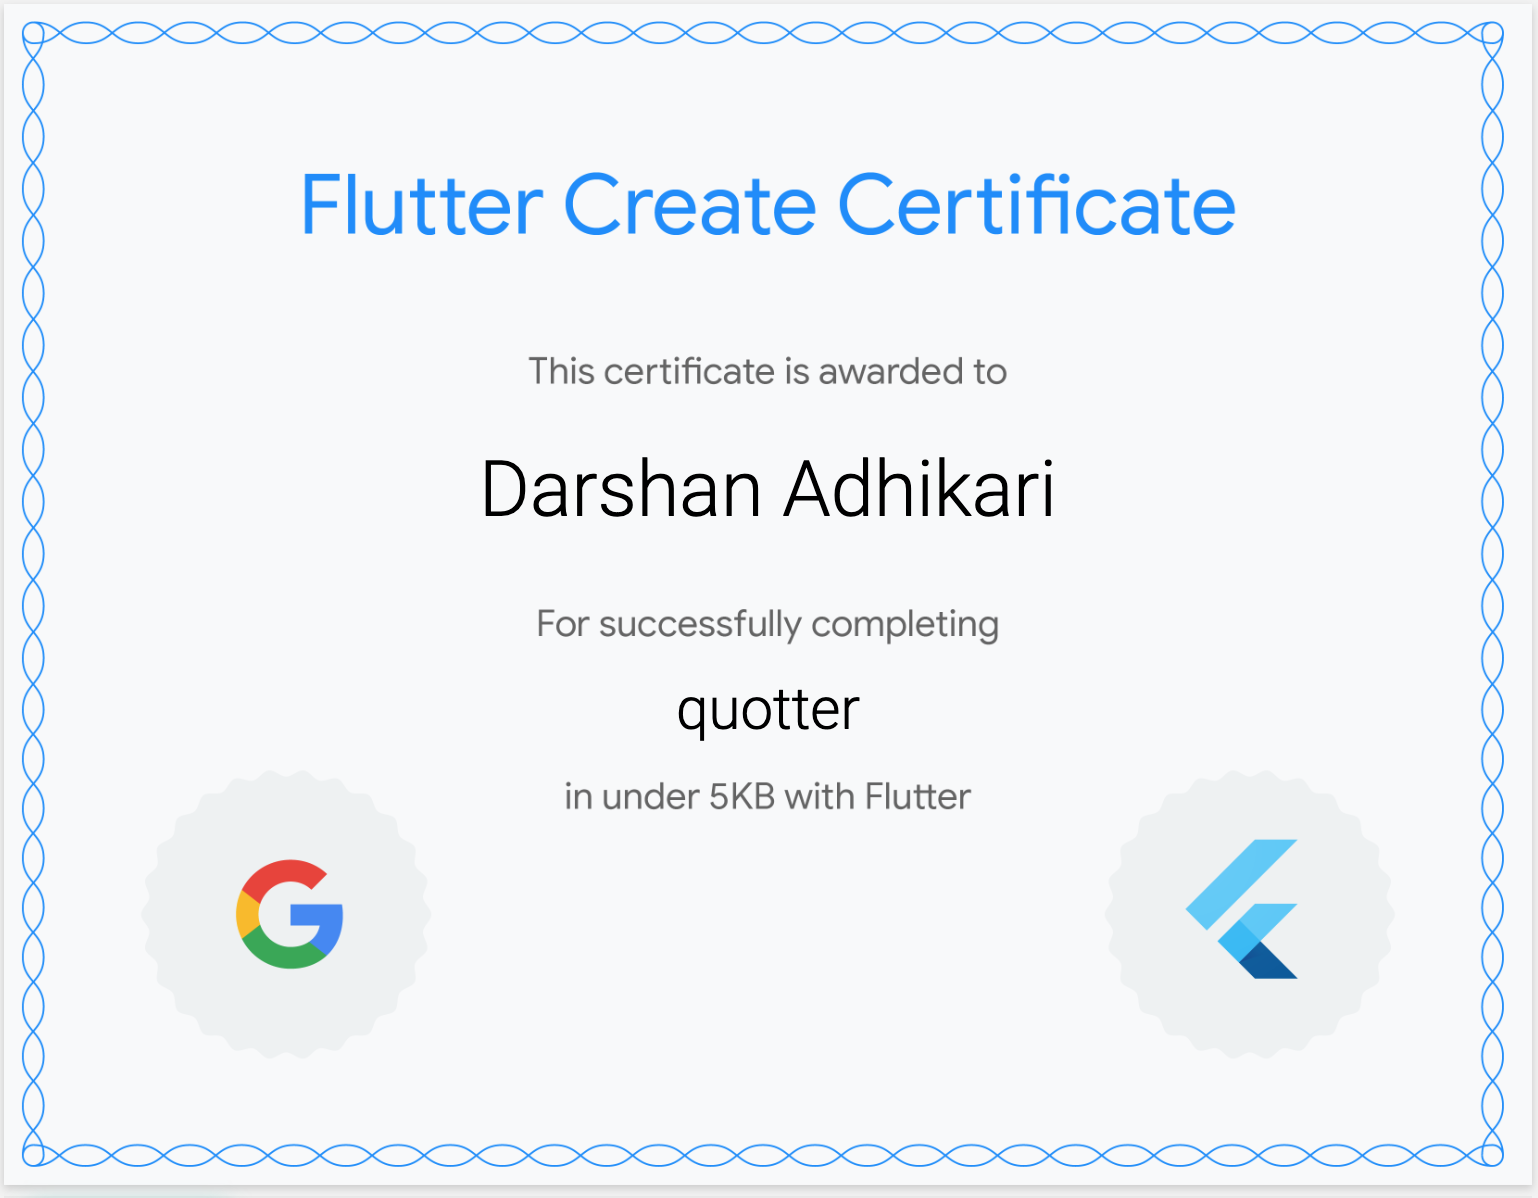 Flutter Create Certificate
This certificate is awarded to
Darshan Adhikari
For successfully completing
quotter
in under 5KB with Flutter